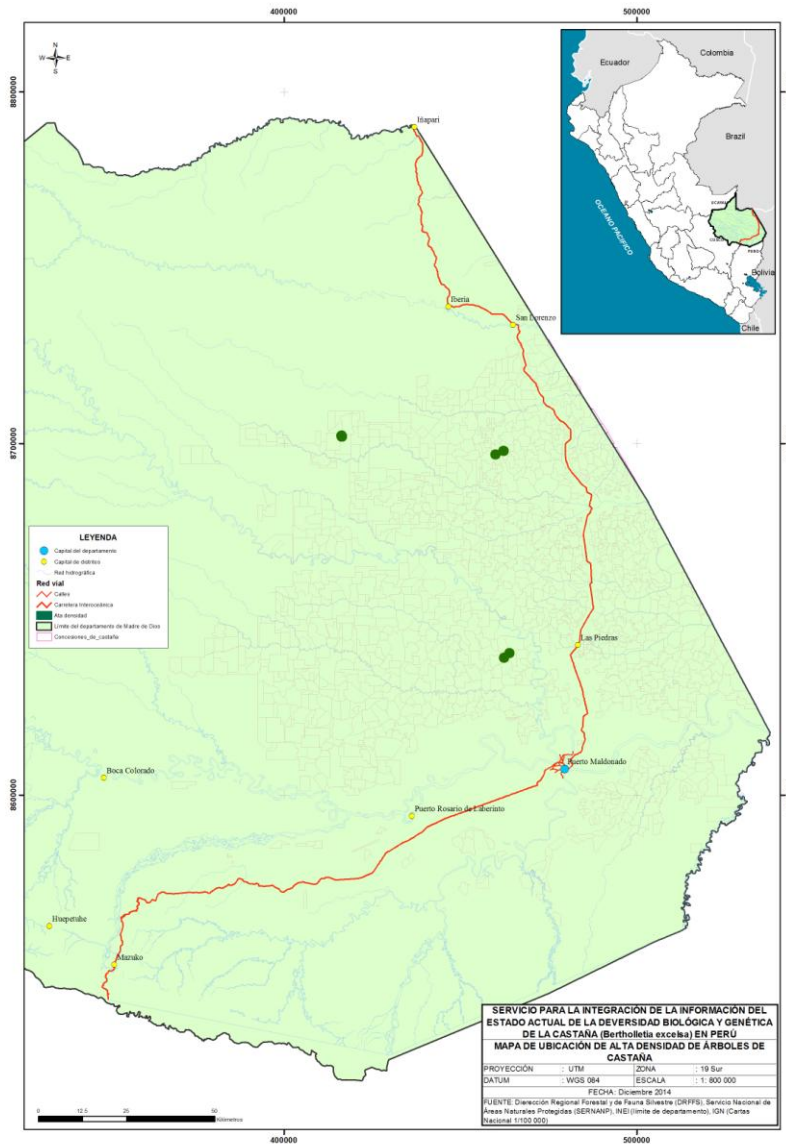 400000
500000
N
W
E
S
8800000
8700000
8600000
Iñapari
Iberia
San Lorenzo
Las Piedras
Puerto Maldonado
Boca Colorado
Puerto Rosario de Laberinto
Huepetuhe
Mazuko
Ecuador
Colombia
Brazil
OCEANO PACIFICO
Bolivia
Chile
LEYENDA
Capital del departamento
Capital de distritos
Red hidrográfica
Red vial
Calles
Carretera Interoceánica
Alta densidad
Límite del departamento de Madre de Dios
Concesiones_de_castaña
0 12.5 25 50
Kilómetros
400000
500000
SERVICIO PARA LA INTEGRACIÓN DE LA INFORMACIÓN DEL
ESTADO ACTUAL DE LA DEVERSIDAD BIOLÓGICA Y GENÉTICA
DE LA CASTAÑA (Bertholletia excelsa) EN PERÚ
MAPA DE UBICACIÓN DE ALTA DENSIDAD DE ÁRBOLES DE
CASTAÑA
PROYECCIÓN : UTM ZONA : 19 Sur
DATUM : WGS 084 ESCALA : 1: 800 000
FECHA: Diciembre 2014
FUENTE: Dierección Regional Forestal y de Fauna Silvestre (DRFFS), Servicio Nacional de
Áreas Naturales Protegidas (SERNANP), INEI (límite de departamento), IGN (Cartas
Nacional 1/100 000)